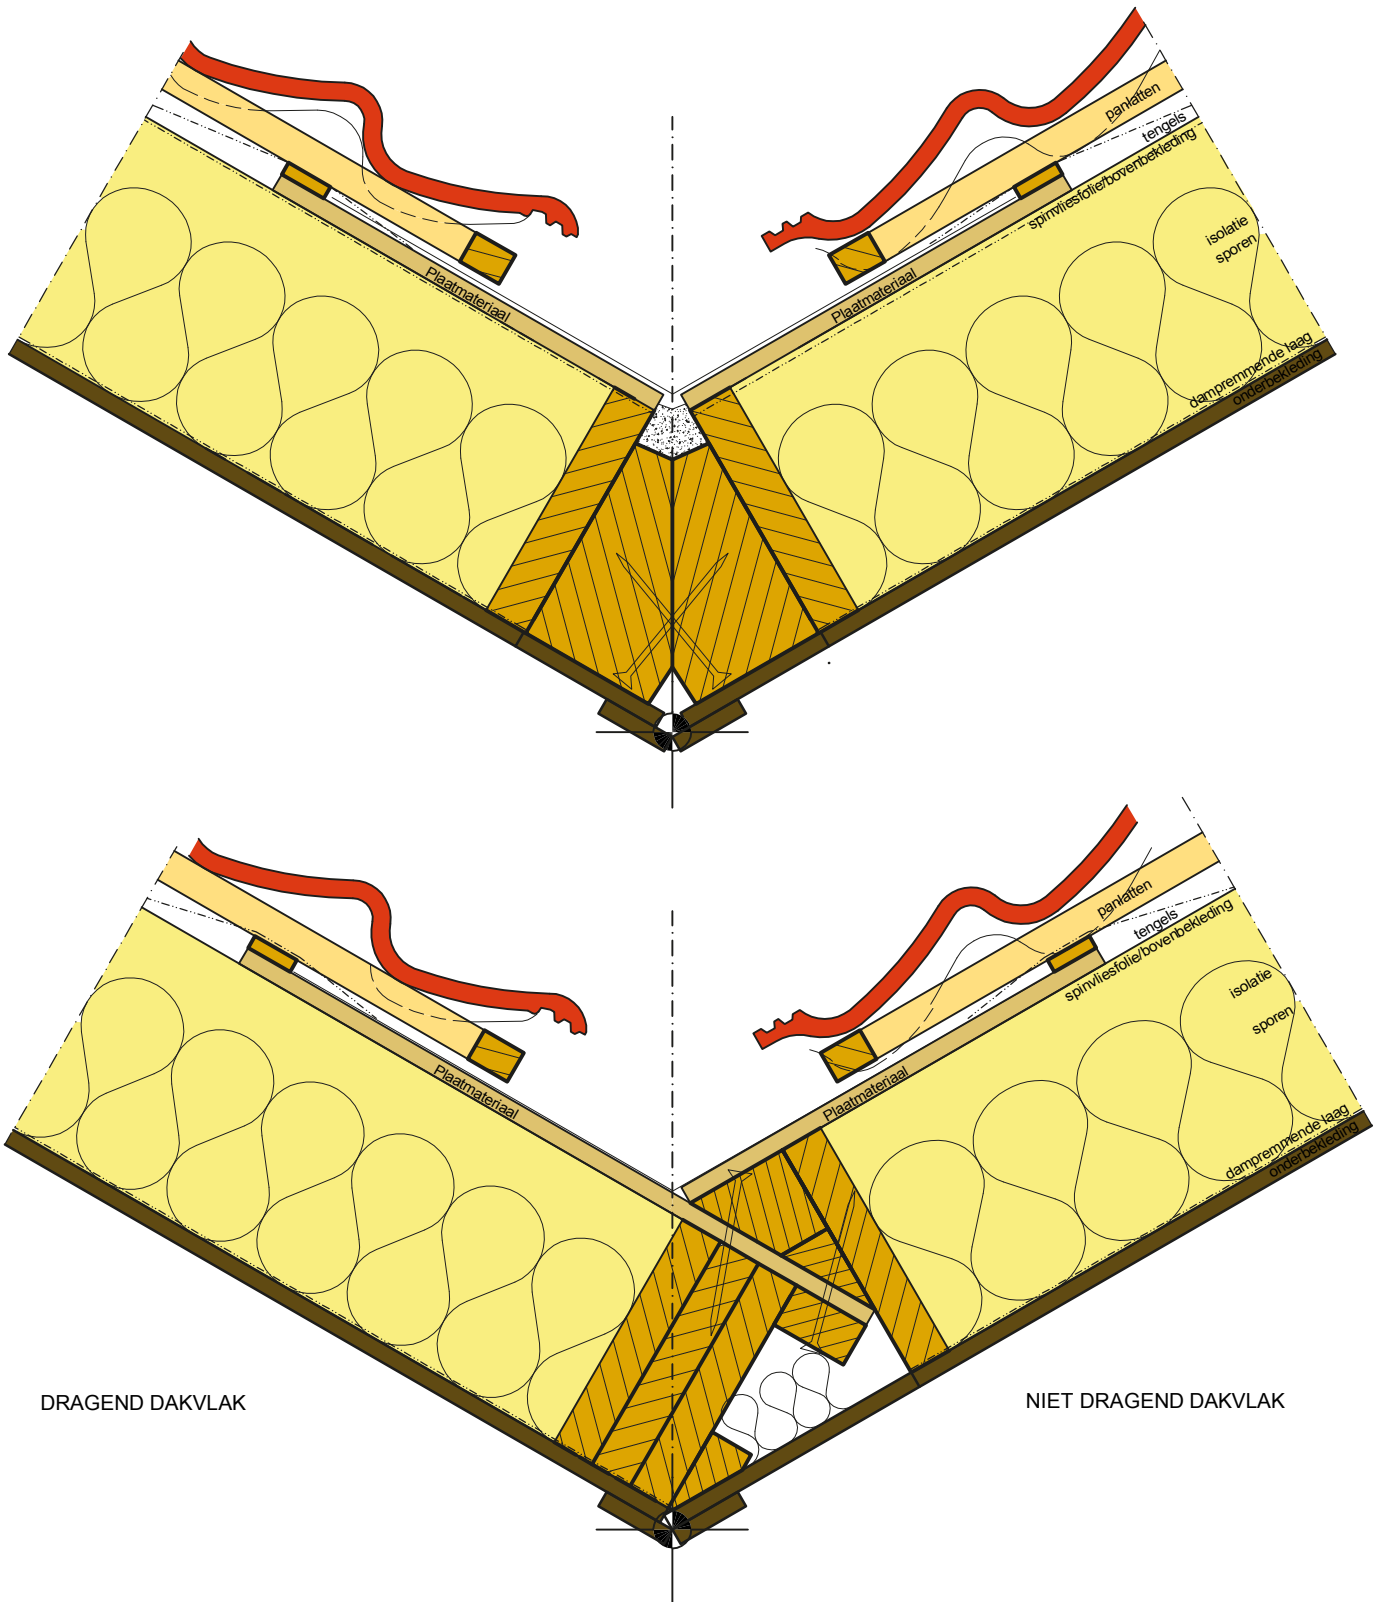 panlatten
tengels
spinvliesfolie/bovenbekleding
isolatie
sporen
Plaatmateriaal
Plaatmateriaal
dampremmende laag
onderbekleding
panlatten
tengels
spinvliesfolie/bovenbekleding
isolatie
sporen
Plaatmateriaal
Plaatmateriaal
dampremmende laag
onderbekleding
DRAGEND DAKVLAK
NIET DRAGEND DAKVLAK